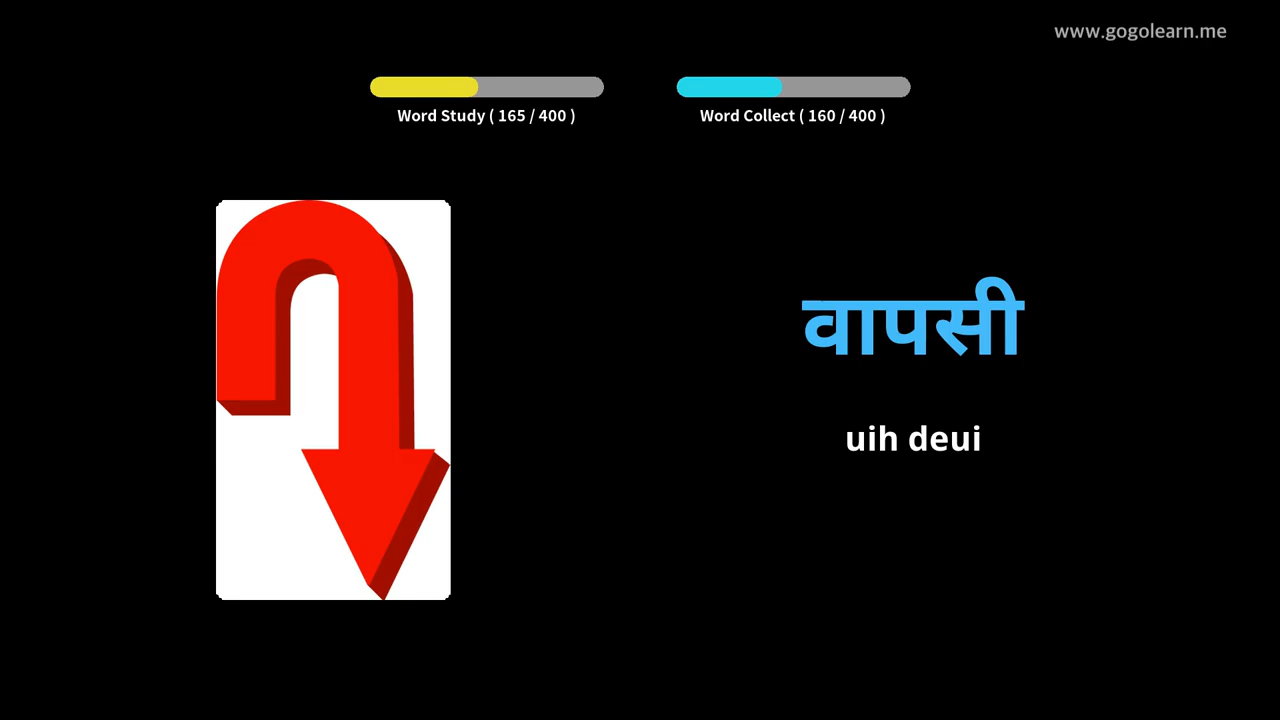 www.gogolearn.me
Word Study ( 165 / 400 )
Word Collect ( 160 / 400 )
वापसी
uih deui